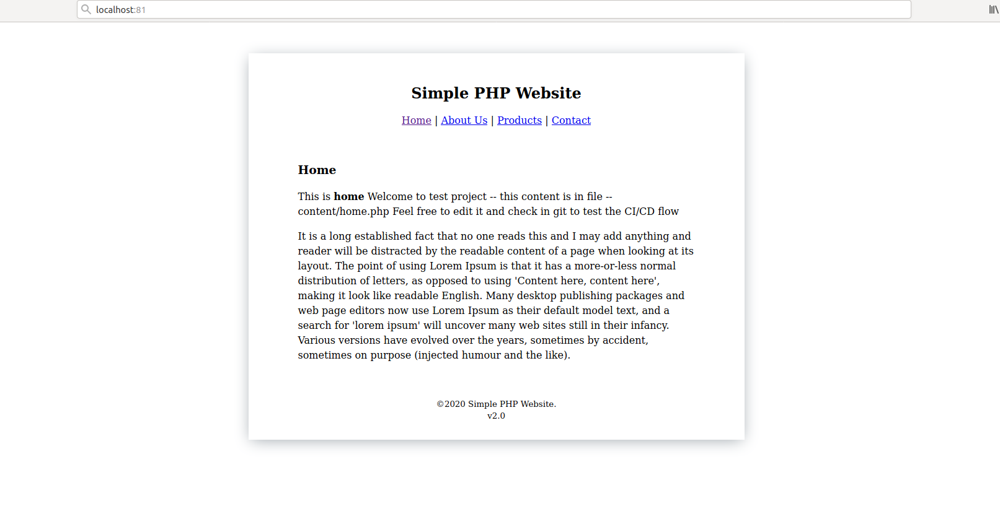 localhost:81
Simple PHP Website
Home | About Us | Products | Contact
Home
This is home Welcome to test project -- this content is in file --
content/home.php Feel free to edit it and check in git to test the CI/CD flow
It is a long established fact that no one reads this and I may add anything and
reader will be distracted by the readable content of a page when looking at its
layout. The point of using Lorem Ipsum is that it has a more-or-less normal
distribution of letters, as opposed to using 'Content here, content here',
making it look like readable English. Many desktop publishing packages and
web page editors now use Lorem Ipsum as their default model text, and a
search for 'lorem ipsum' will uncover many web sites still in their infancy.
Various versions have evolved over the years, sometimes by accident,
sometimes on purpose (injected humour and the like).
©2020 Simple PHP Website.
v2.0